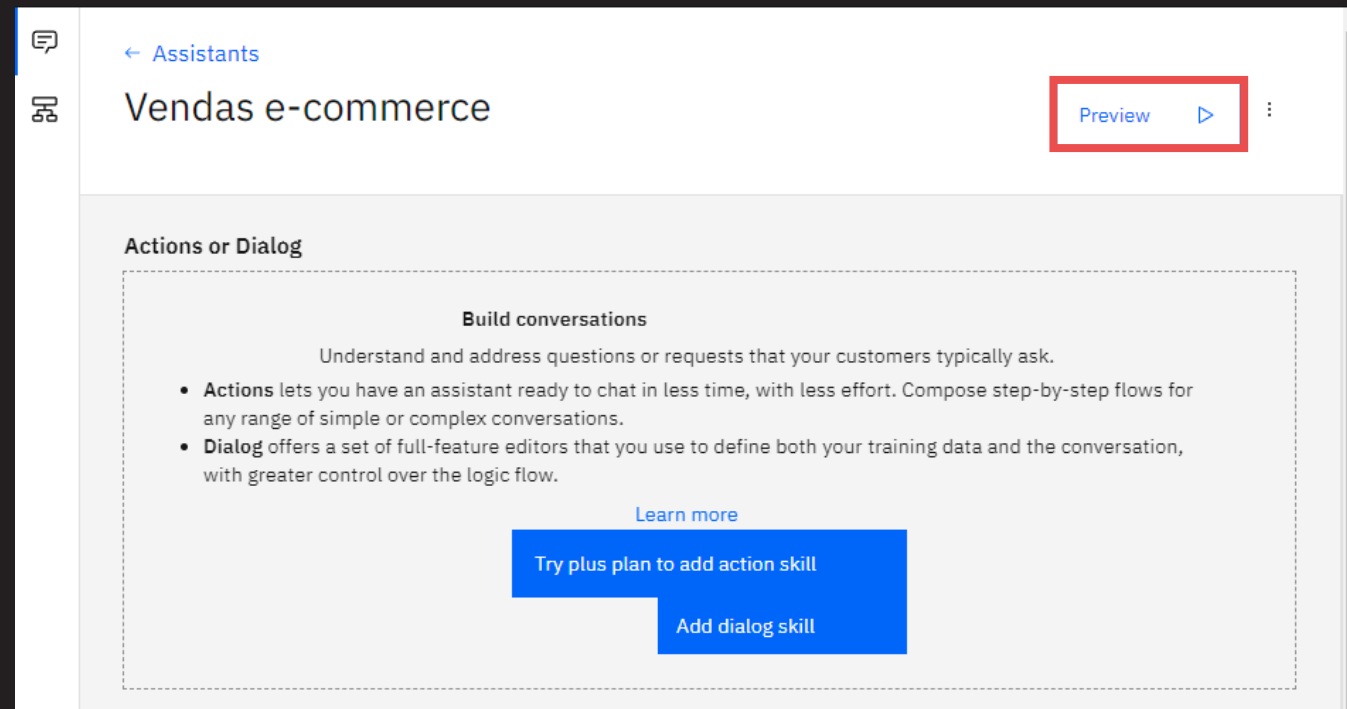 ← Assistants
Vendas e-commerce
Preview
Actions or Dialog
Build conversations
Understand and address questions or requests that your customers typically ask.
• Actions lets you have an assistant ready to chat in less time, with less effort. Compose step-by-step flows for
any range of simple or complex conversations.
• Dialog offers a set of full-feature editors that you use to define both your training data and the conversation,
with greater control over the logic flow.
Learn more
Try plus plan to add action skill
Add dialog skill